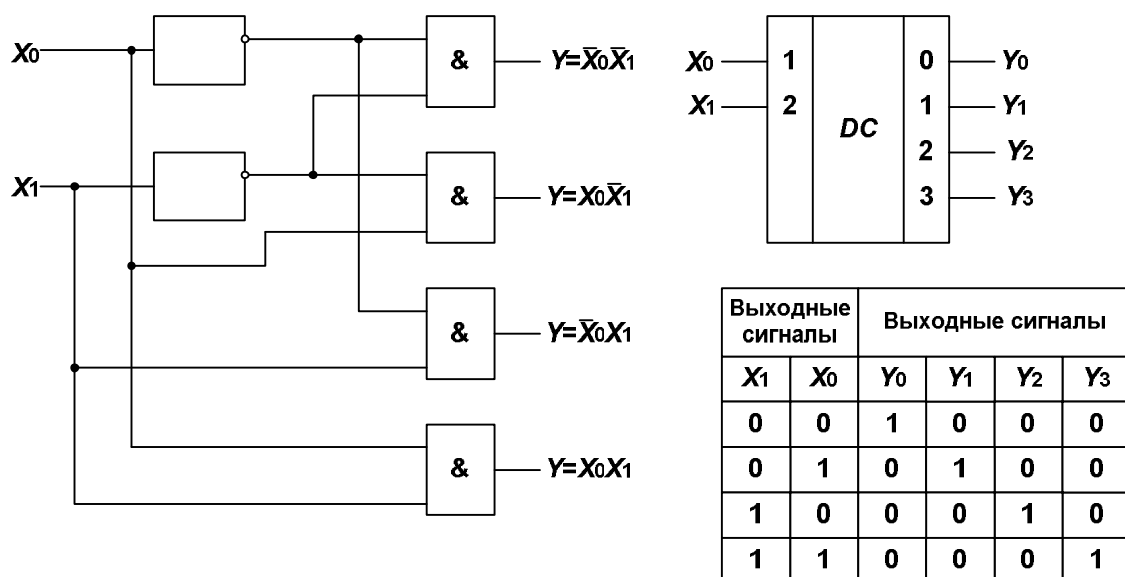 X0
X1
&
Y=X̅0X̅1
&
Y=X0X̅1
&
Y=X̅0X1
&
Y=X0X1
X0 1 0 Y0
X1 2 DC 1 Y1
2 Y2
3 Y3
Выходные сигналы Выходные сигналы
X1 X0 Y0 Y1 Y2 Y3
0 0 1 0 0 0
0 1 0 1 0 0
1 0 0 0 1 0
1 1 0 0 0 1